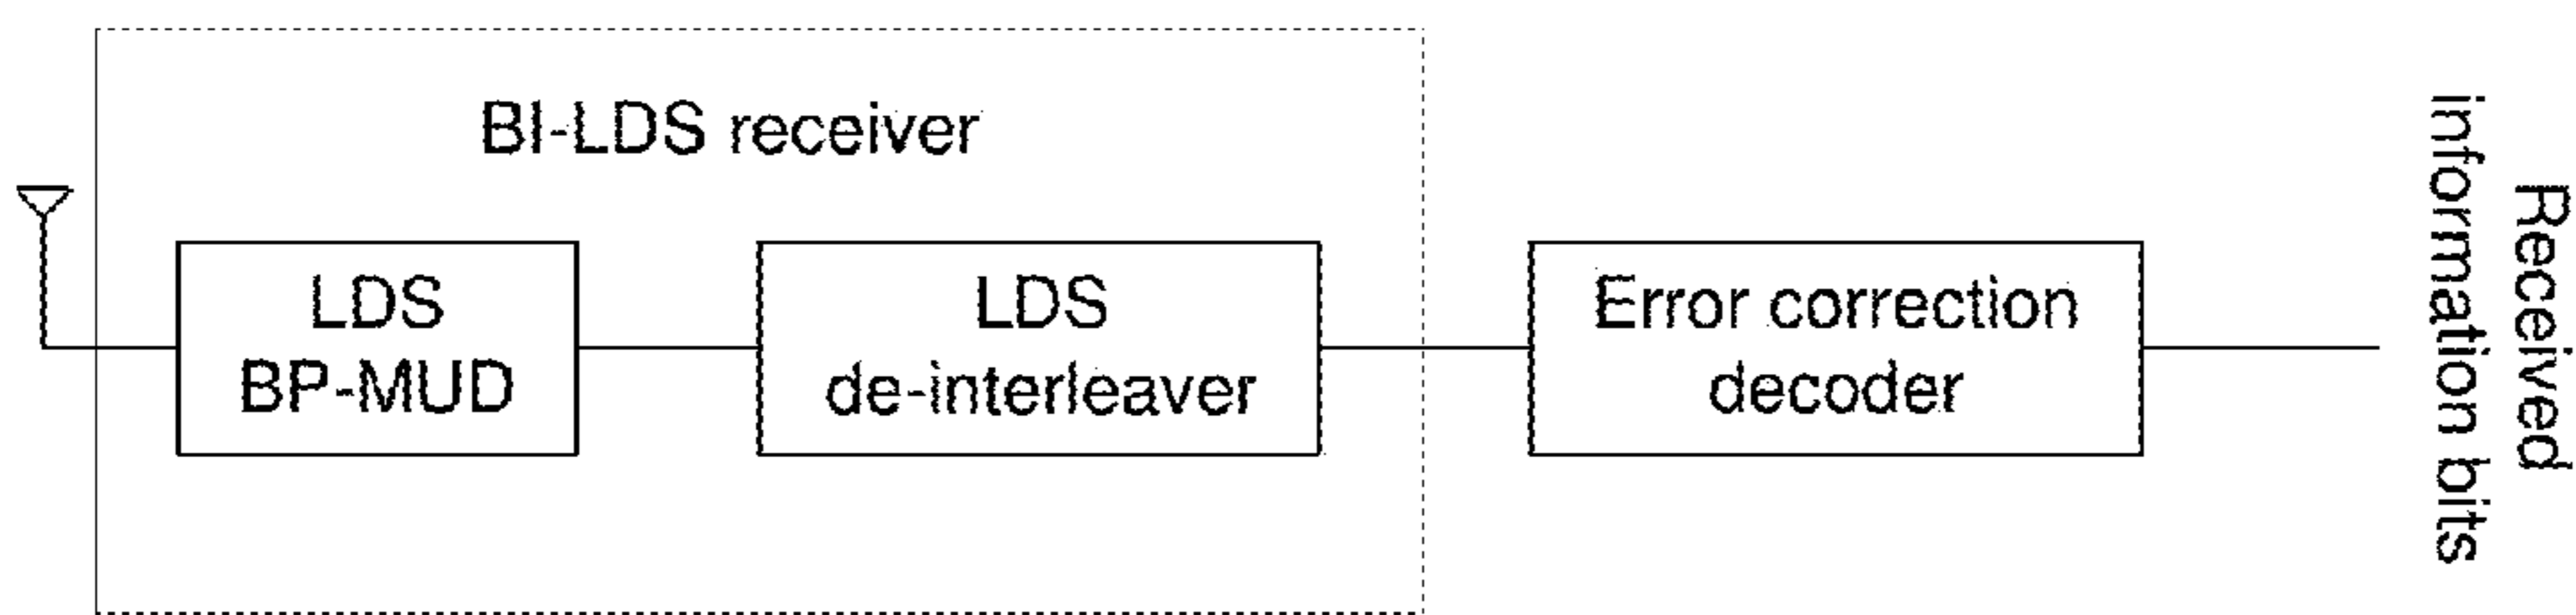 BI-LDS receiver
LDS
BP-MUD
LDS
de-interleaver
Error correction
decoder
Received
information bits